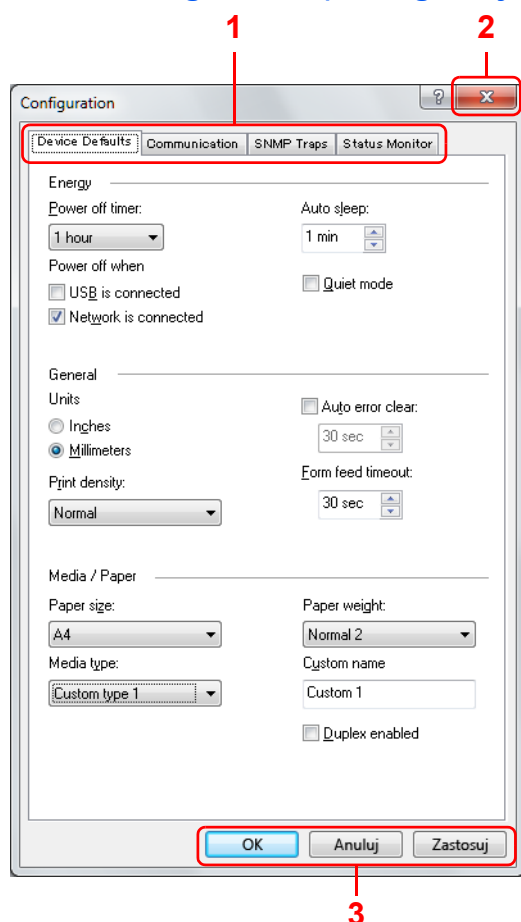 1
2
Configuration
?
x
Device Defaults Communication SNMP Traps Status Monitor
Energy
Power off timer: Auto sleep:
1 hour 1 min
Power off when
USB is connected Quiet mode
Network is connected
General
Units
Auto error clear:
Inches
30 sec
Millimeters
Print density: Form feed timeout:
Normal 30 sec
Media / Paper
Paper size: Paper weight:
A4 Normal 2
Media type: Custom name
Custom type 1 Custom 1
Duplex enabled
OK Anuluj Zastosuj
3